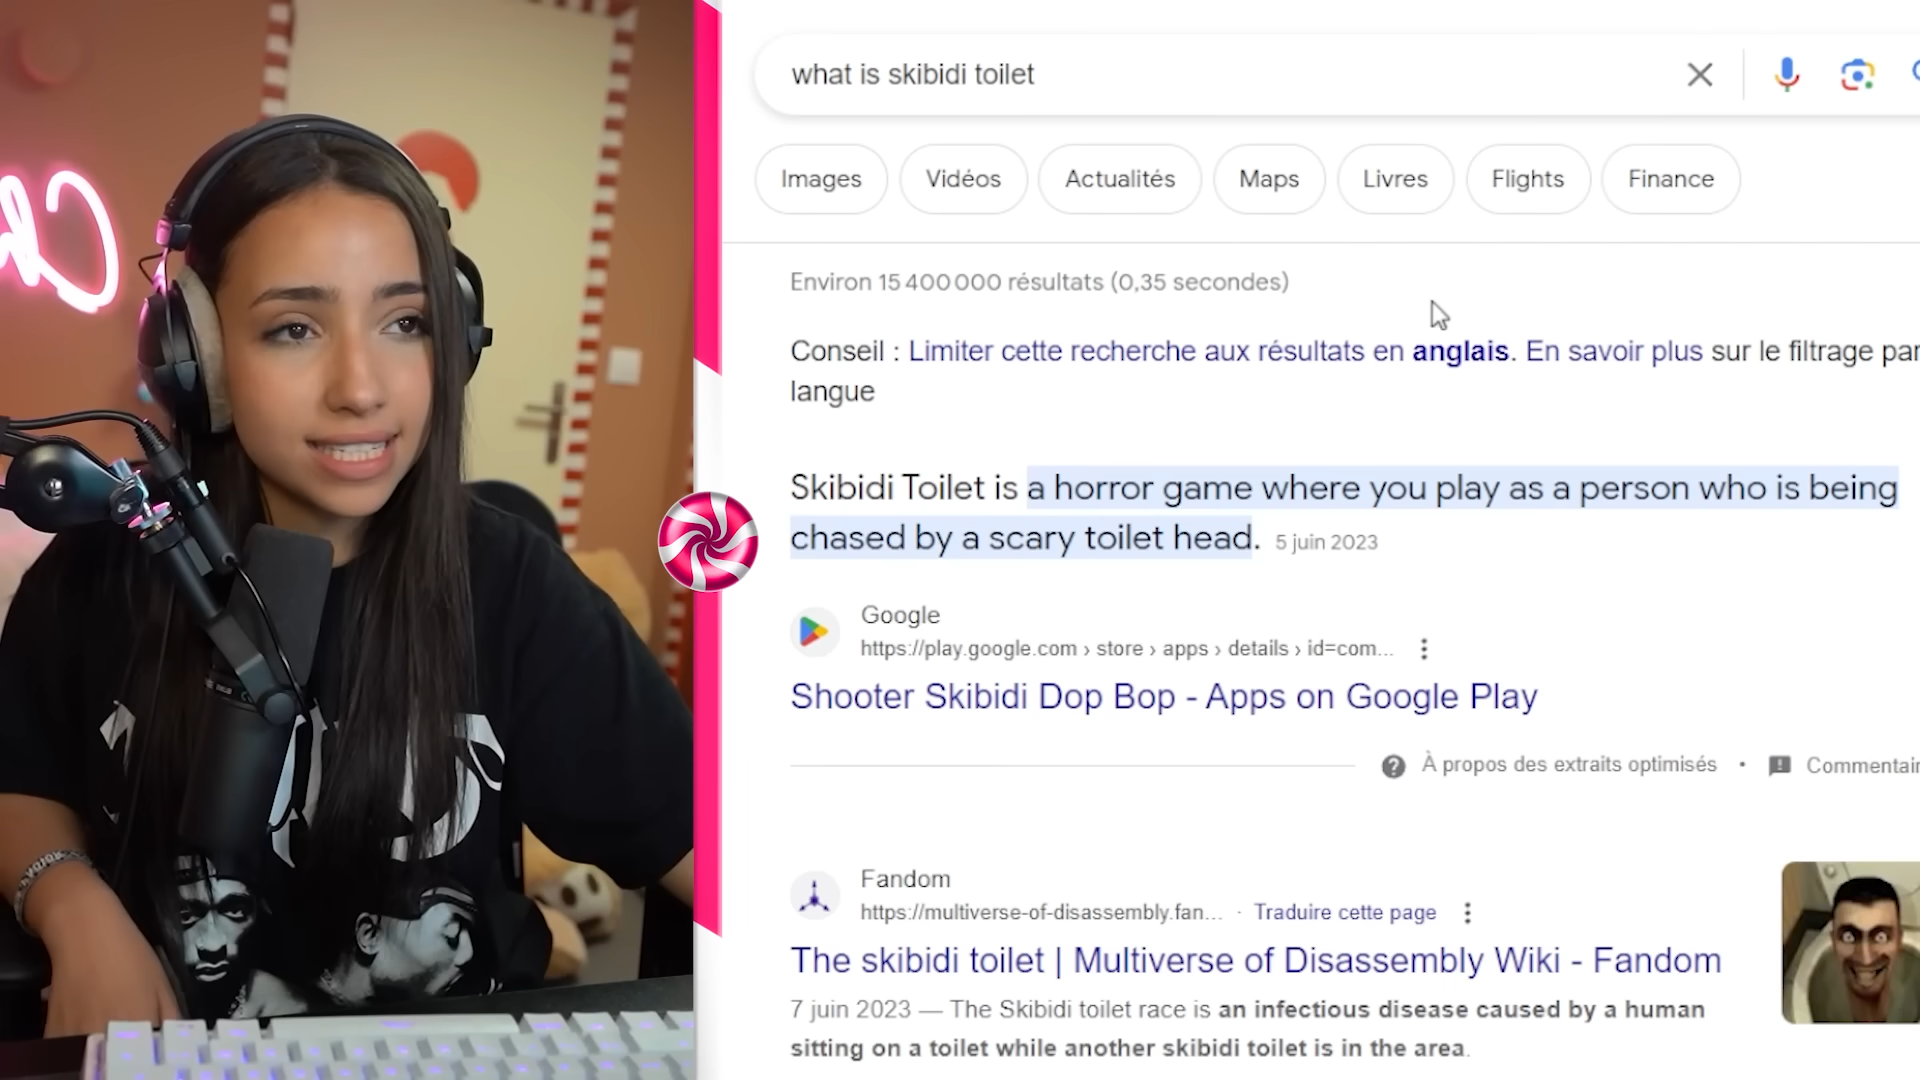 what is skibidi toilet
Images
Vidéos
Actualités
Maps
Livres
Flights
Finance
Environ 15 400 000 résultats (0,35 secondes)
Conseil : Limiter cette recherche aux résultats en anglais. En savoir plus sur le filtrage par
langue
Skibidi Toilet is a horror game where you play as a person who is being
chased by a scary toilet head. 5 juin 2023
Google
https://play.google.com › store › apps › details › id=com...
Shooter Skibidi Dop Bop - Apps on Google Play
À propos des extraits optimisés • Commentair
Fandom
https://multiverse-of-disassembly.fan... · Traduire cette page
The skibidi toilet | Multiverse of Disassembly Wiki - Fandom
7 juin 2023 — The Skibidi toilet race is an infectious disease caused by a human
sitting on a toilet while another skibidi toilet is in the area.